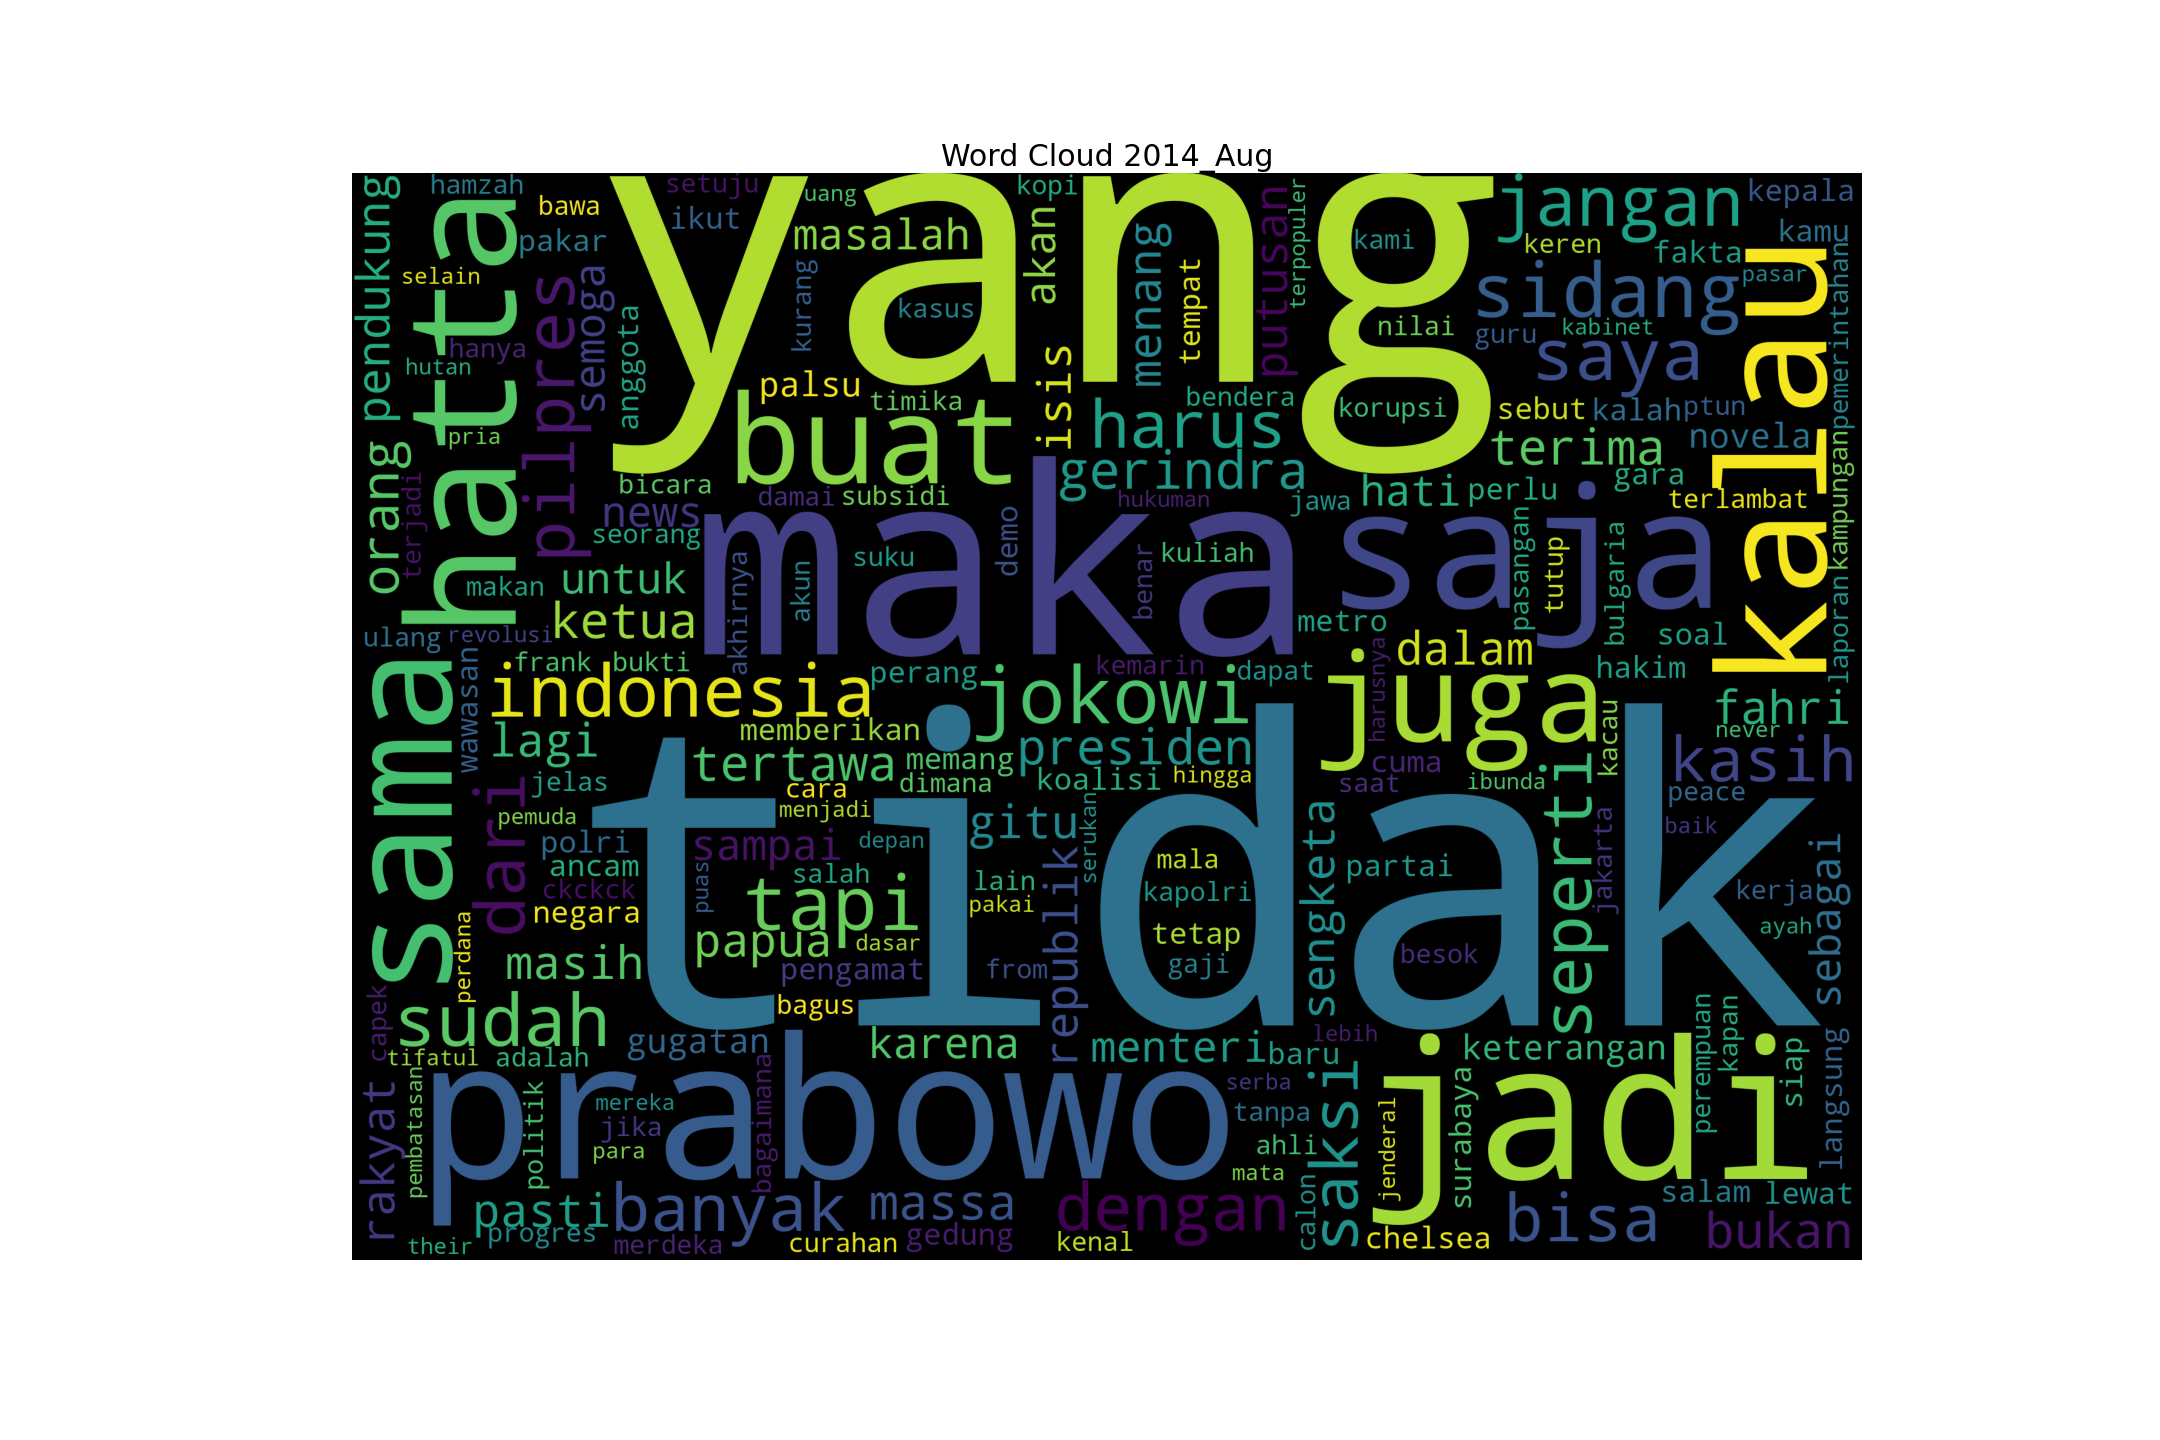 Word Cloud 2014_Aug
hamzah
setuju
uang
kopi
jangan
kepala
bawa
ikut
yang
pendukung
hatta
pakar
masalah
akan
menang
putusan
terpopuler
kami
keren
fakta
kamu
selain
pilpres
semoga
kurang
kasus
tempat
sidang
pasar
kalau
pemerintahan
hanya
anggota
nilai
guru
kabinet
saya
hutan
palsu
isis
bendera
timika
buat
harus
korupsi
sebut
kalah
ptun
pria
orang
terima
novela
bicara
damai
subsidi
gerindra
hukuman
jawa
hati
perlu
gara
terlambat
kampungan
terjadi
news
seorang
maka
demo
saja
akhirnya
akun
suku
benar
kuliah
pasangan
tutup
bulgaria
makan
untuk
laporan
ketua
metro
ulang
revolusi
soal
sama
wawasan
frank
bukti
perang
kemarin
dapat
harusnya
dalam
hakim
indonesia
jokowi
juga
fahri
lagi
memberikan
presiden
kacau
never
tertawa
memang
kasih
jelas
cara
dimana
koalisi
hingga
saat
cuma
ibunda
peace
dari
pemuda
menjadi
tidak
gitu
serukan
seperti
polri
sampai
depan
sengketa
jakarta
baik
ancam
salah
mala
partai
ckckck
puas
lain
republik
kapolri
kerja
sebagai
perdana
negara
tapi
pakai
tetap
ayah
papua
dasar
masih
pengamat
from
gaji
besok
capek
sudah
bagus
perempuan
kapan
tifatul
adalah
gugatan
karena
menteri
baru
lebih
keterangan
siap
langsung
rakyat
pembatasan
prabowo
politik
mereka
bagaimana
serba
saksi
jenderal
surabaya
jadi
jika
tanpa
para
ahli
mata
pasti
banyak
massa
dengan
calon
bisa
salam
lewat
progres
gedung
bukan
their
merdeka
curahan
kenal
chelsea